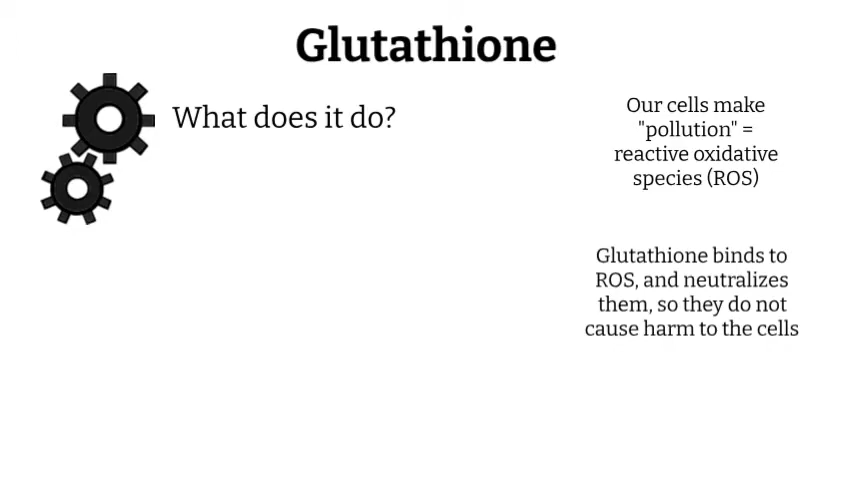 Glutathione
What does it do?
Our cells make
"pollution" =
reactive oxidative
species (ROS)
Glutathione binds to
ROS, and neutralizes
them, so they do not
cause harm to the cells